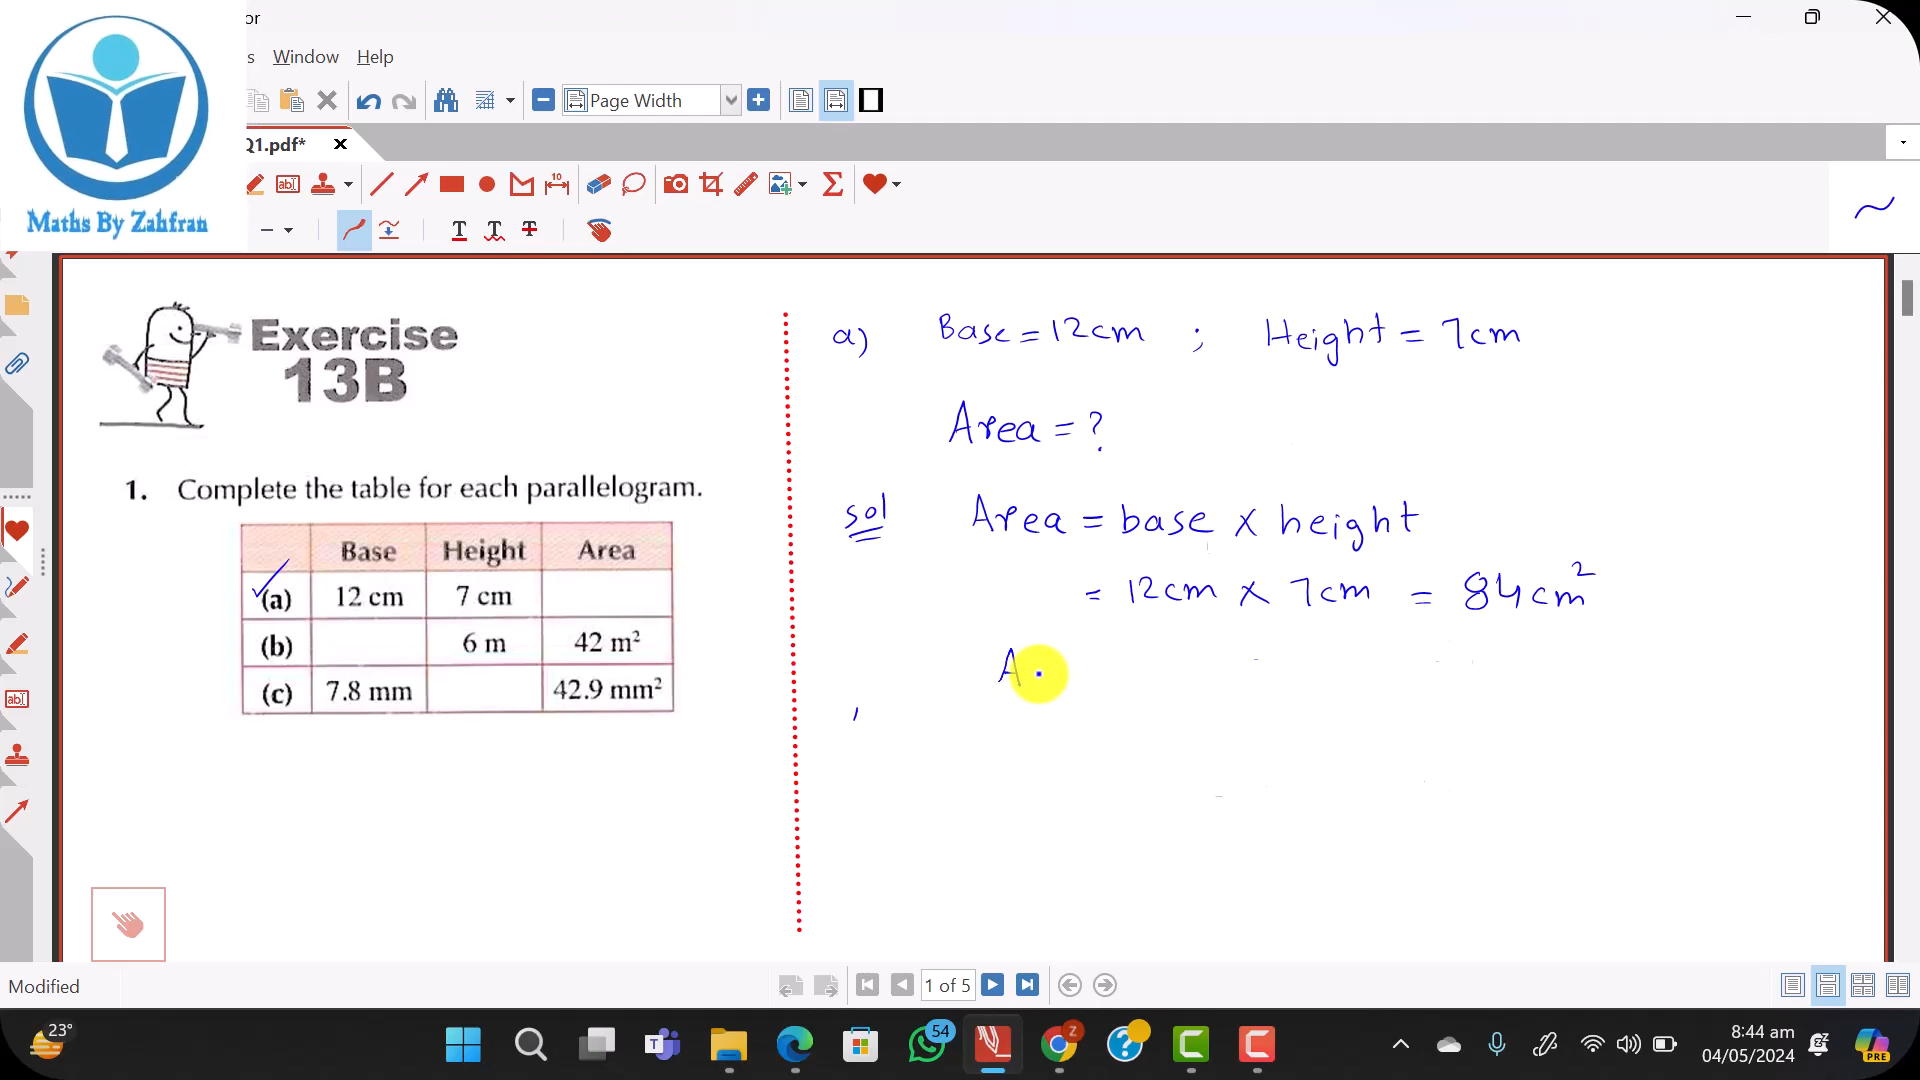 or
s Window Help
Page Width
Q1.pdf*
Maths By Zahfran
Exercise
13B
1. Complete the table for each parallelogram.
Base Height Area
(a) 12 cm 7 cm
(b) 6 m 42 m²
(c) 7.8 mm 42.9 mm²
a) Base = 12cm ; Height = 7cm
Area = ?
Sol Area = base × height
= 12cm × 7cm = 84cm²
A
Modified
1 of 5
23°
54
Z
PRE
8:44 am
04/05/2024